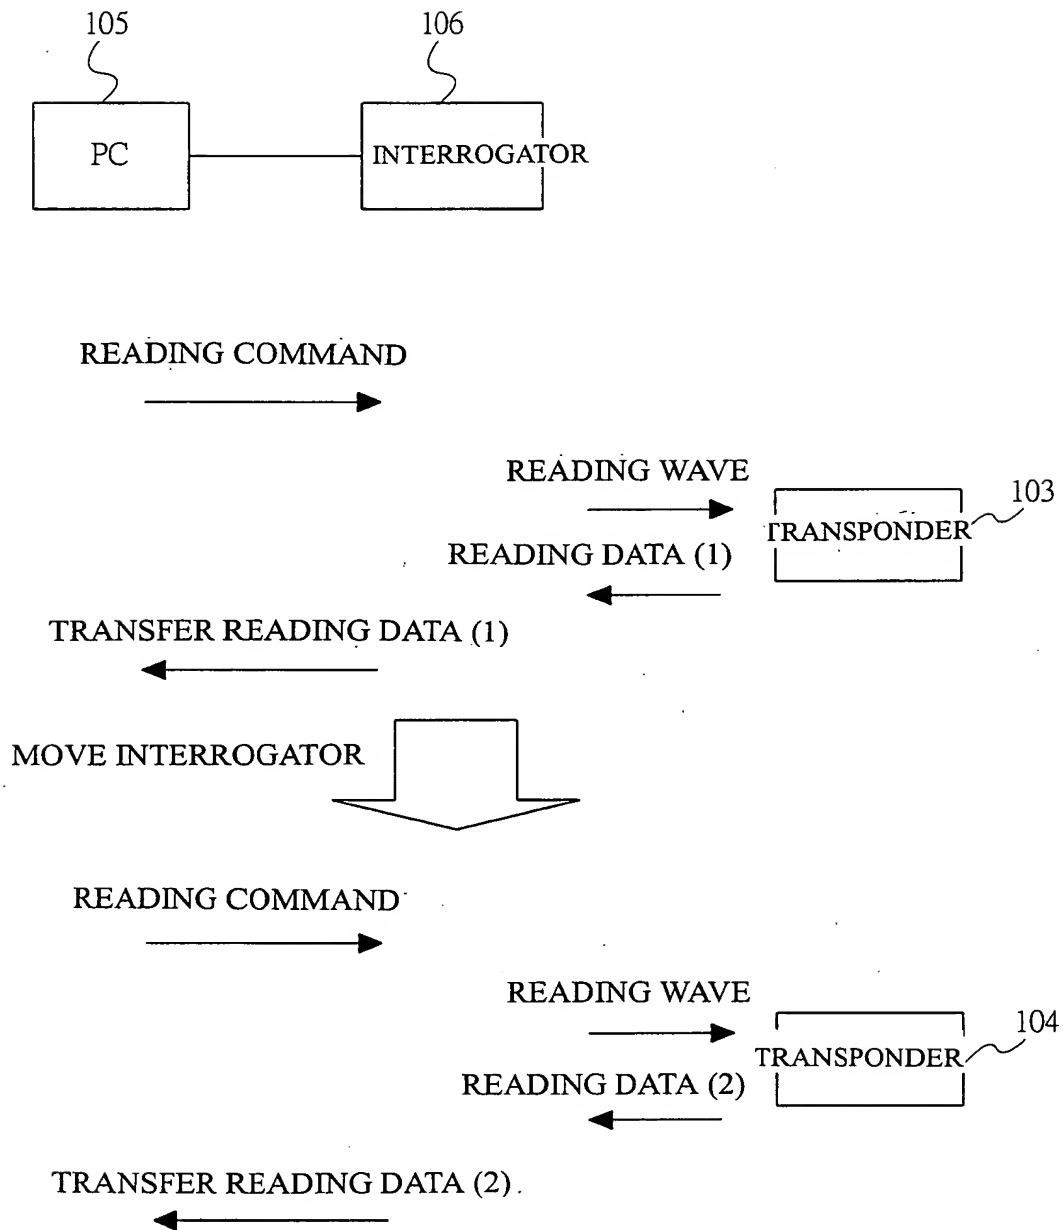 105
106
PC
INTERROGATOR
READING COMMAND
READING WAVE
103
TRANSPONDER
READING DATA (1)
TRANSFER READING DATA (1)
MOVE INTERROGATOR
READING COMMAND
READING WAVE
104
TRANSPONDER
READING DATA (2)
TRANSFER READING DATA (2)